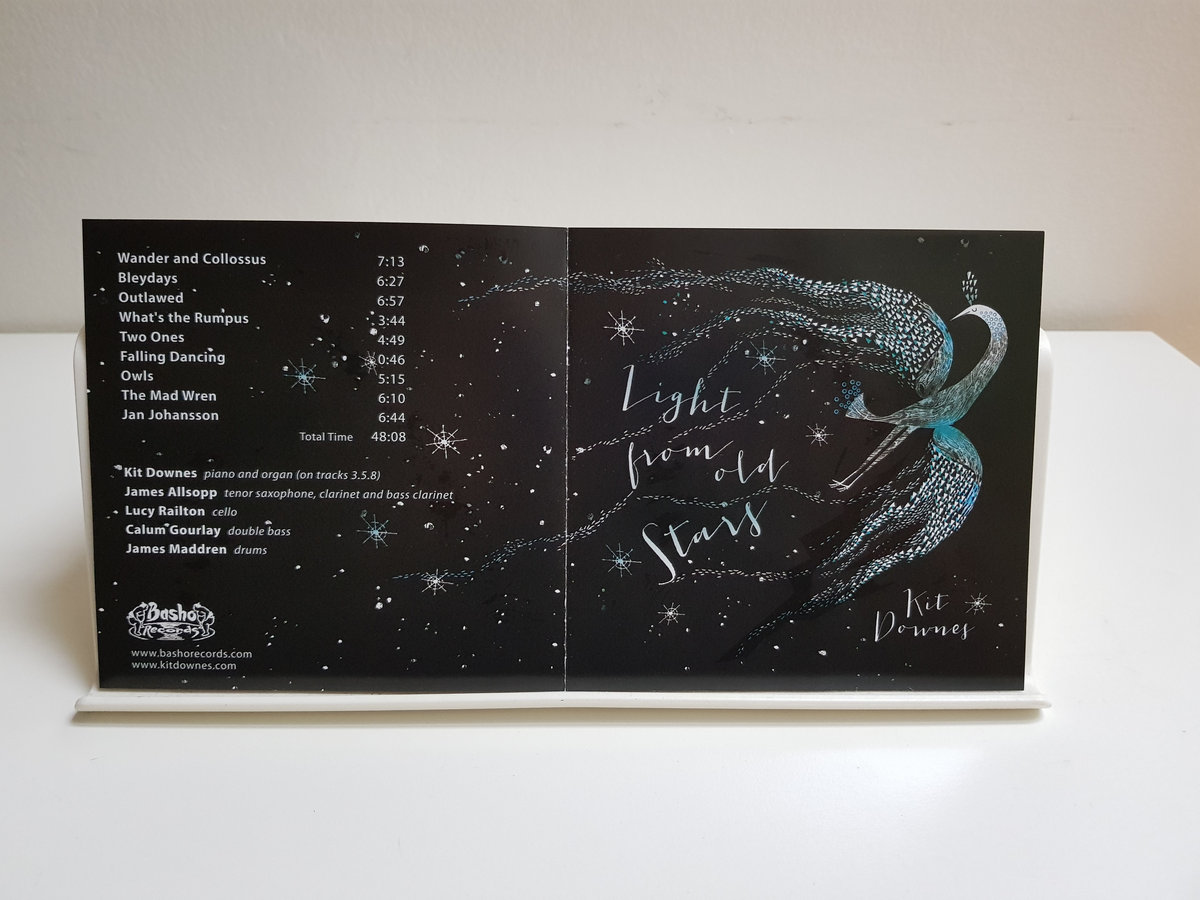 Wander and Collossus 7:13
Bleydays 6:27
Outlawed 6:57
What's the Rumpus 3:44
Two Ones 4:49
Falling Dancing 0:46
Owls 5:15
The Mad Wren 6:10
Jan Johansson 6:44
Total Time 48:08
Kit Downes piano and organ (on tracks 3.5.8)
James Allsopp tenor saxophone, clarinet and bass clarinet
Lucy Railton cello
Calum Gourlay double bass
James Maddren drums
Basho
Records
www.bashorecords.com
www.kitdownes.com
Light
from old
Stars
Kit
Downes